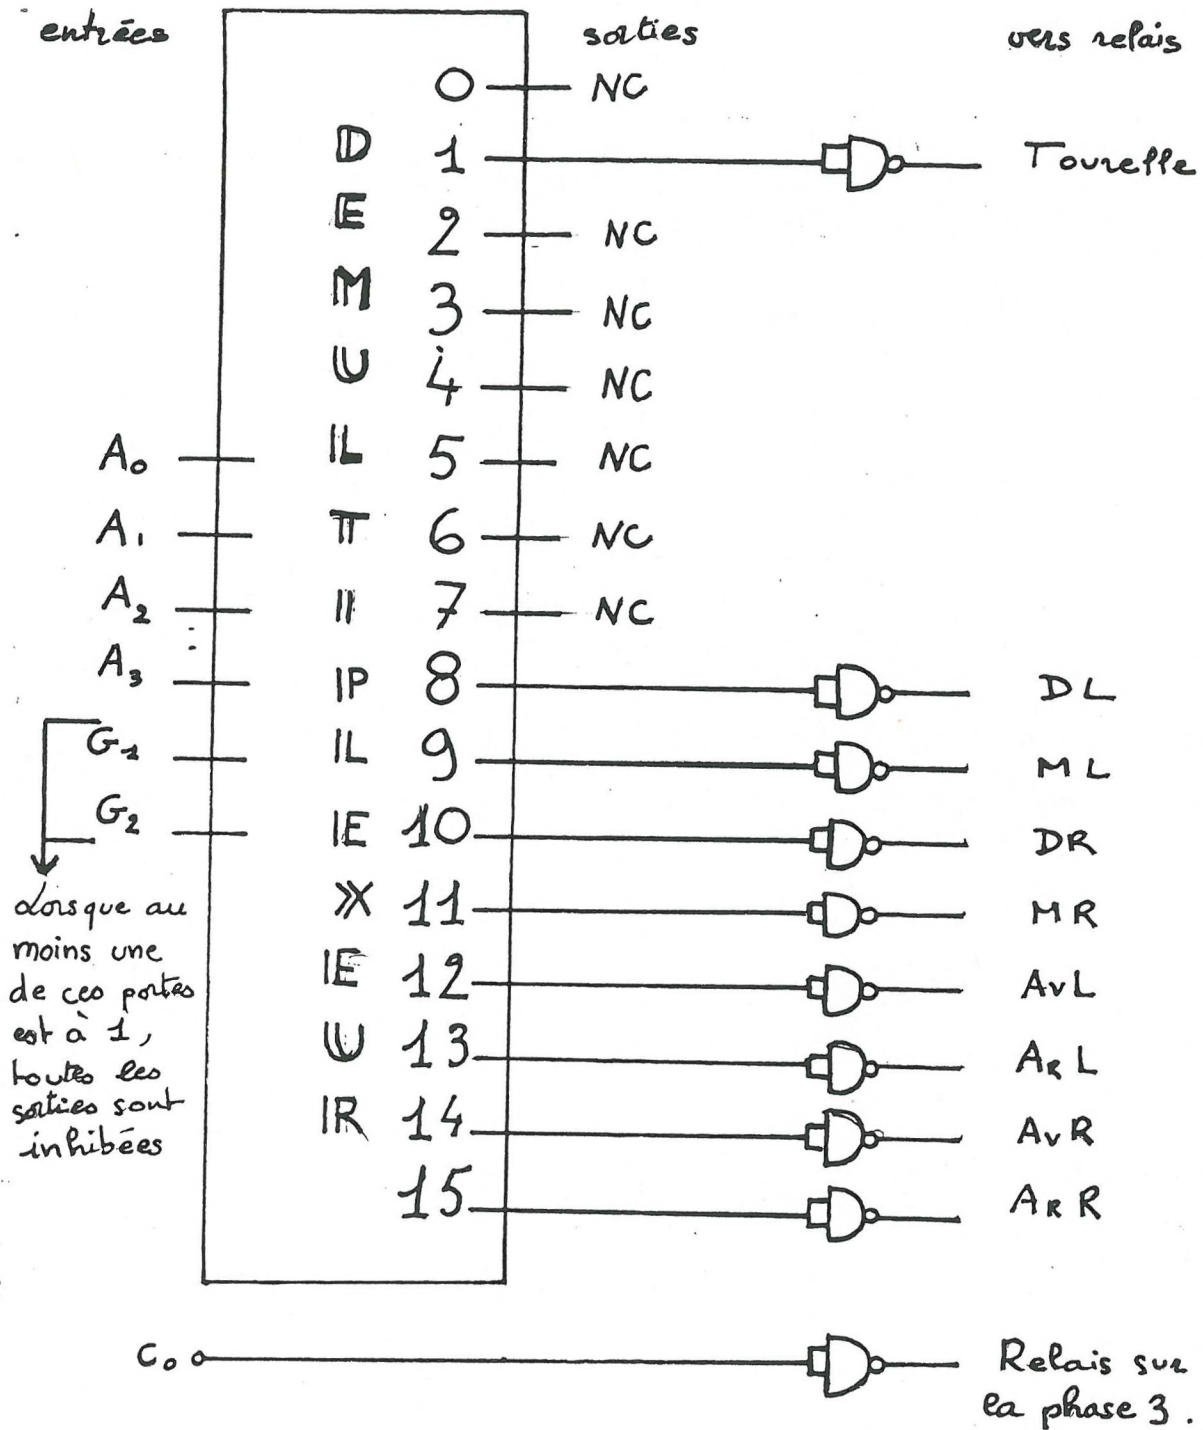 entrées sorties vers relais
0 NC
D 1 Tourelle
E 2 NC
M 3 NC
U 4 NC
A0 L 5 NC
A1 T 6 NC
A2 I 7 NC
A3 P 8 DL
G1 L 9 ML
G2 E 10 DR
X 11 MR
E 12 AvL
U 13 ARL
R 14 AvR
15 ARR
Lorsque au
moins une
de ces portes
est à 1,
toutes les
sorties sont
inhibées
C0 Relais sur
la phase 3.